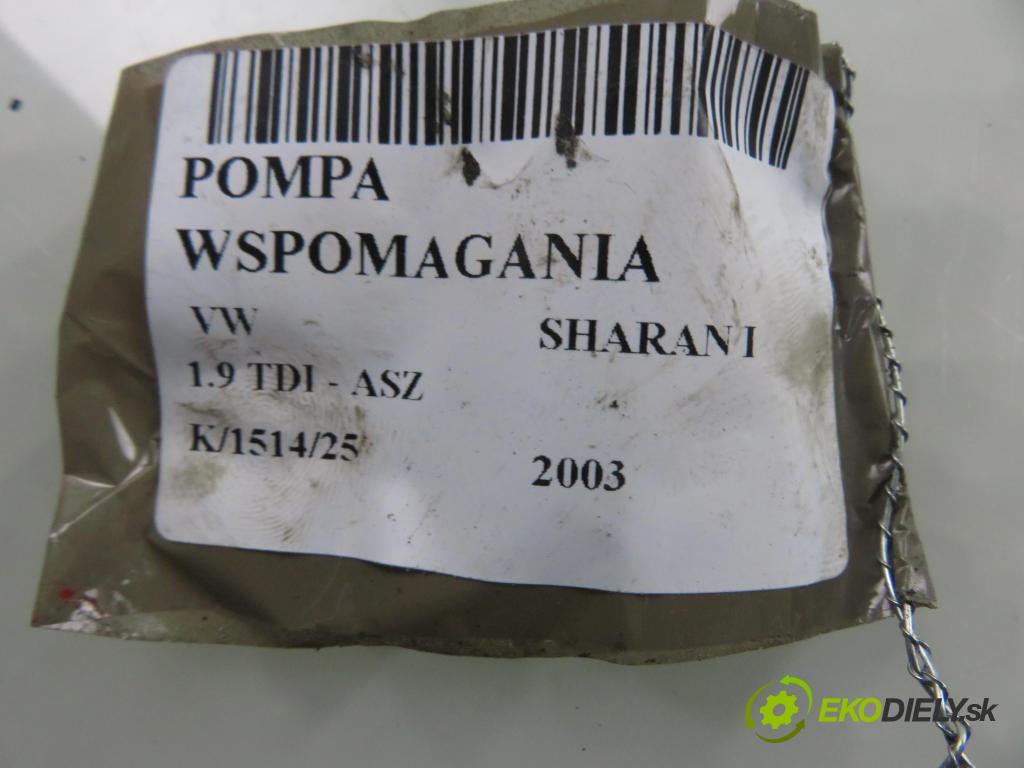 POMPA
WSPOMAGANIA
VW SHARAN I
1.9 TDI - ASZ
K/1514/25 2003
EKODIELY.sk